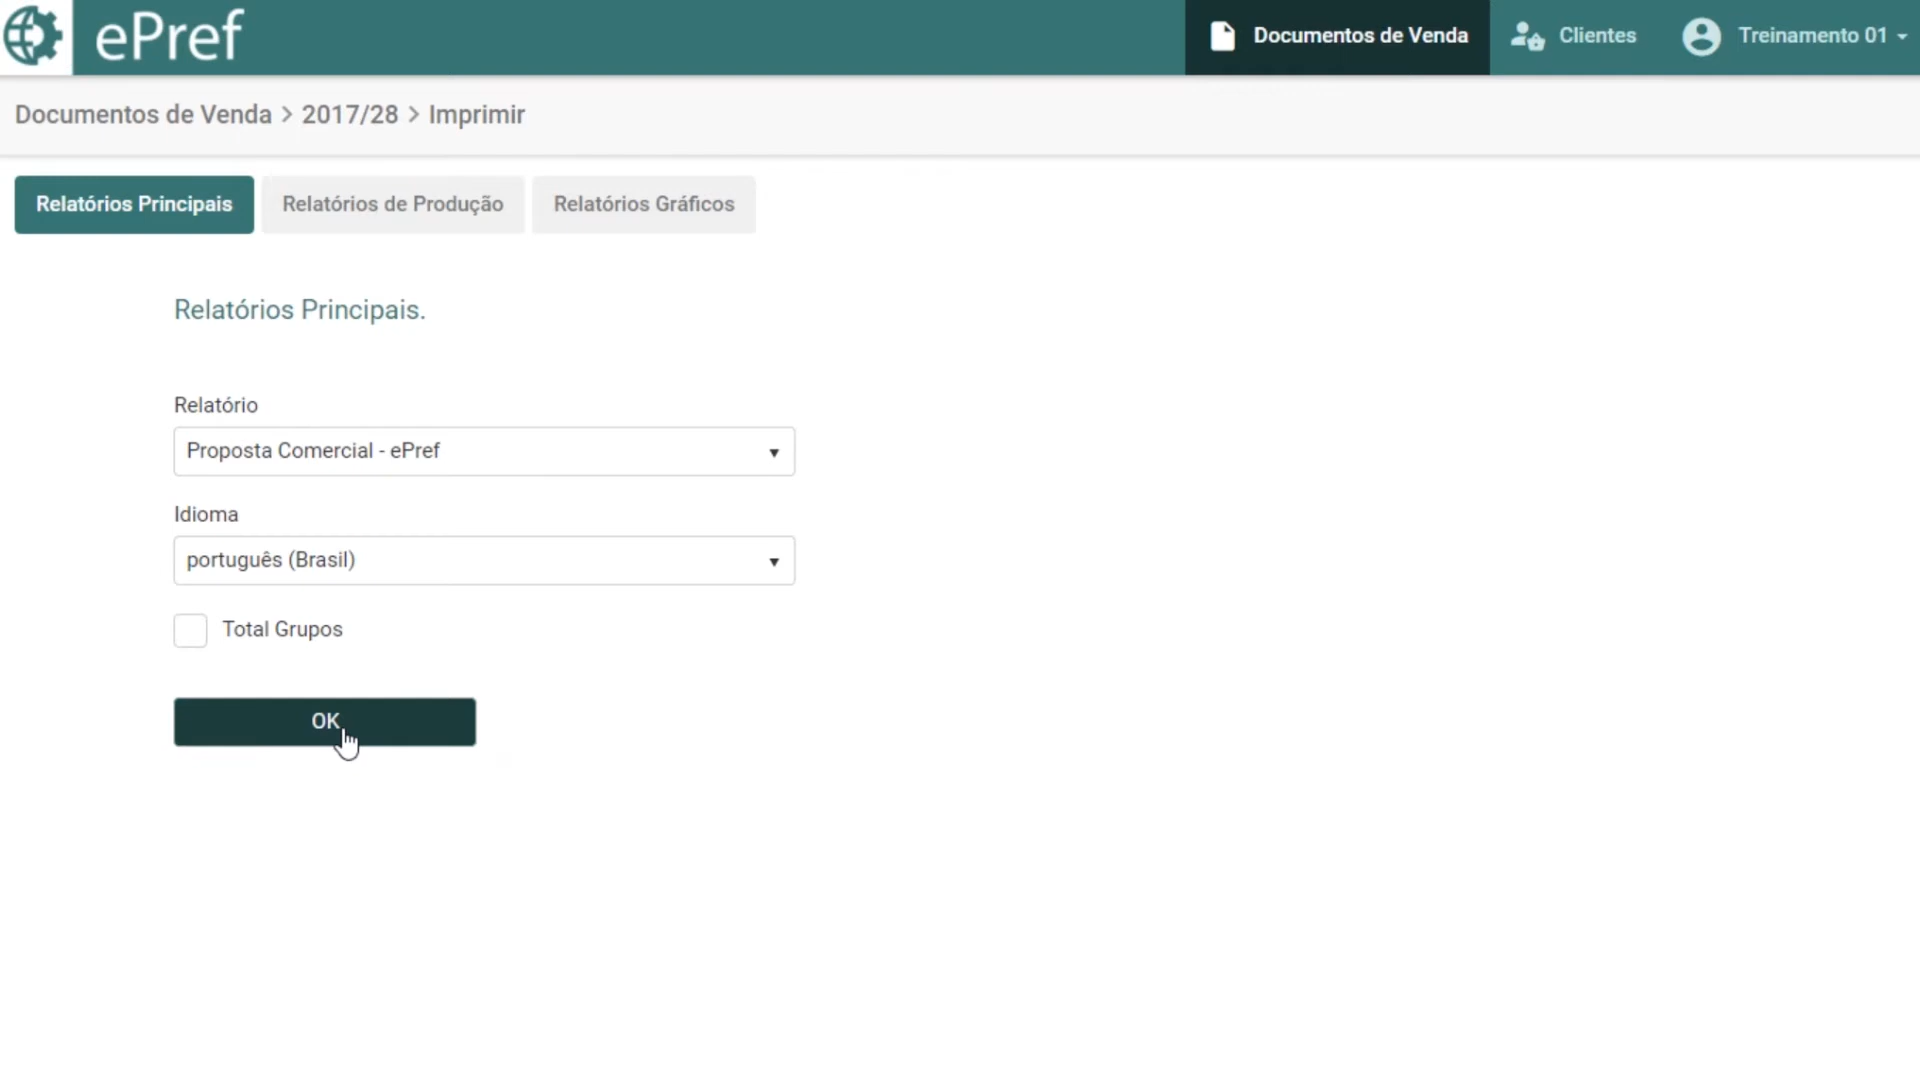 ePref
Documentos de Venda
Clientes
Treinamento 01
Documentos de Venda > 2017/28 > Imprimir
Relatórios Principais
Relatórios de Produção
Relatórios Gráficos
Relatórios Principais.
Relatório
Proposta Comercial - ePref
Idioma
português (Brasil)
Total Grupos
OK